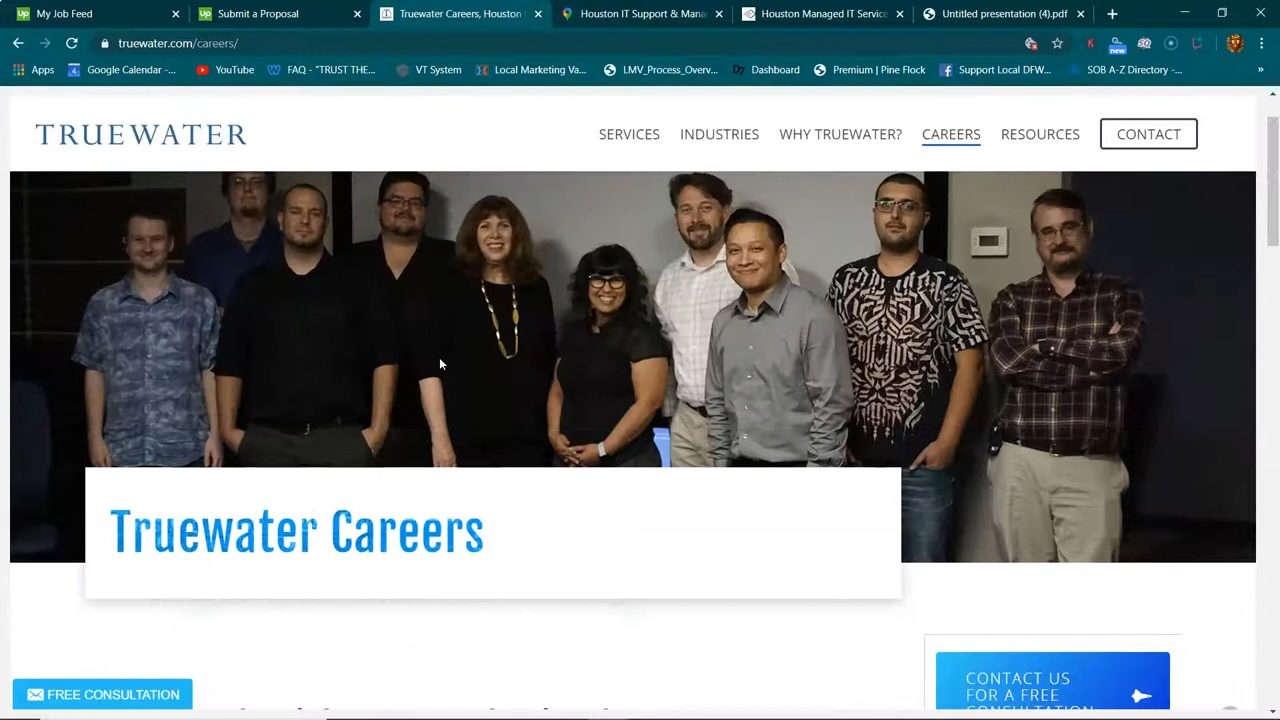 My Job Feed
Submit a Proposal
Truewater Careers, Houston
Houston IT Support & Mana
Houston Managed IT Service
Untitled presentation (4).pdf
truewater.com/careers/
new
Apps
Google Calendar -...
YouTube
FAQ - "TRUST THE...
VT System
Local Marketing Va...
LMV_Process_Overv...
Dashboard
Premium | Pine Flock
Support Local DFW...
SOB A-Z Directory -...
TRUEWATER
SERVICES
INDUSTRIES
WHY TRUEWATER?
CAREERS
RESOURCES
CONTACT
Truewater Careers
CONTACT US
FOR A FREE
CONSULTATION
FREE CONSULTATION